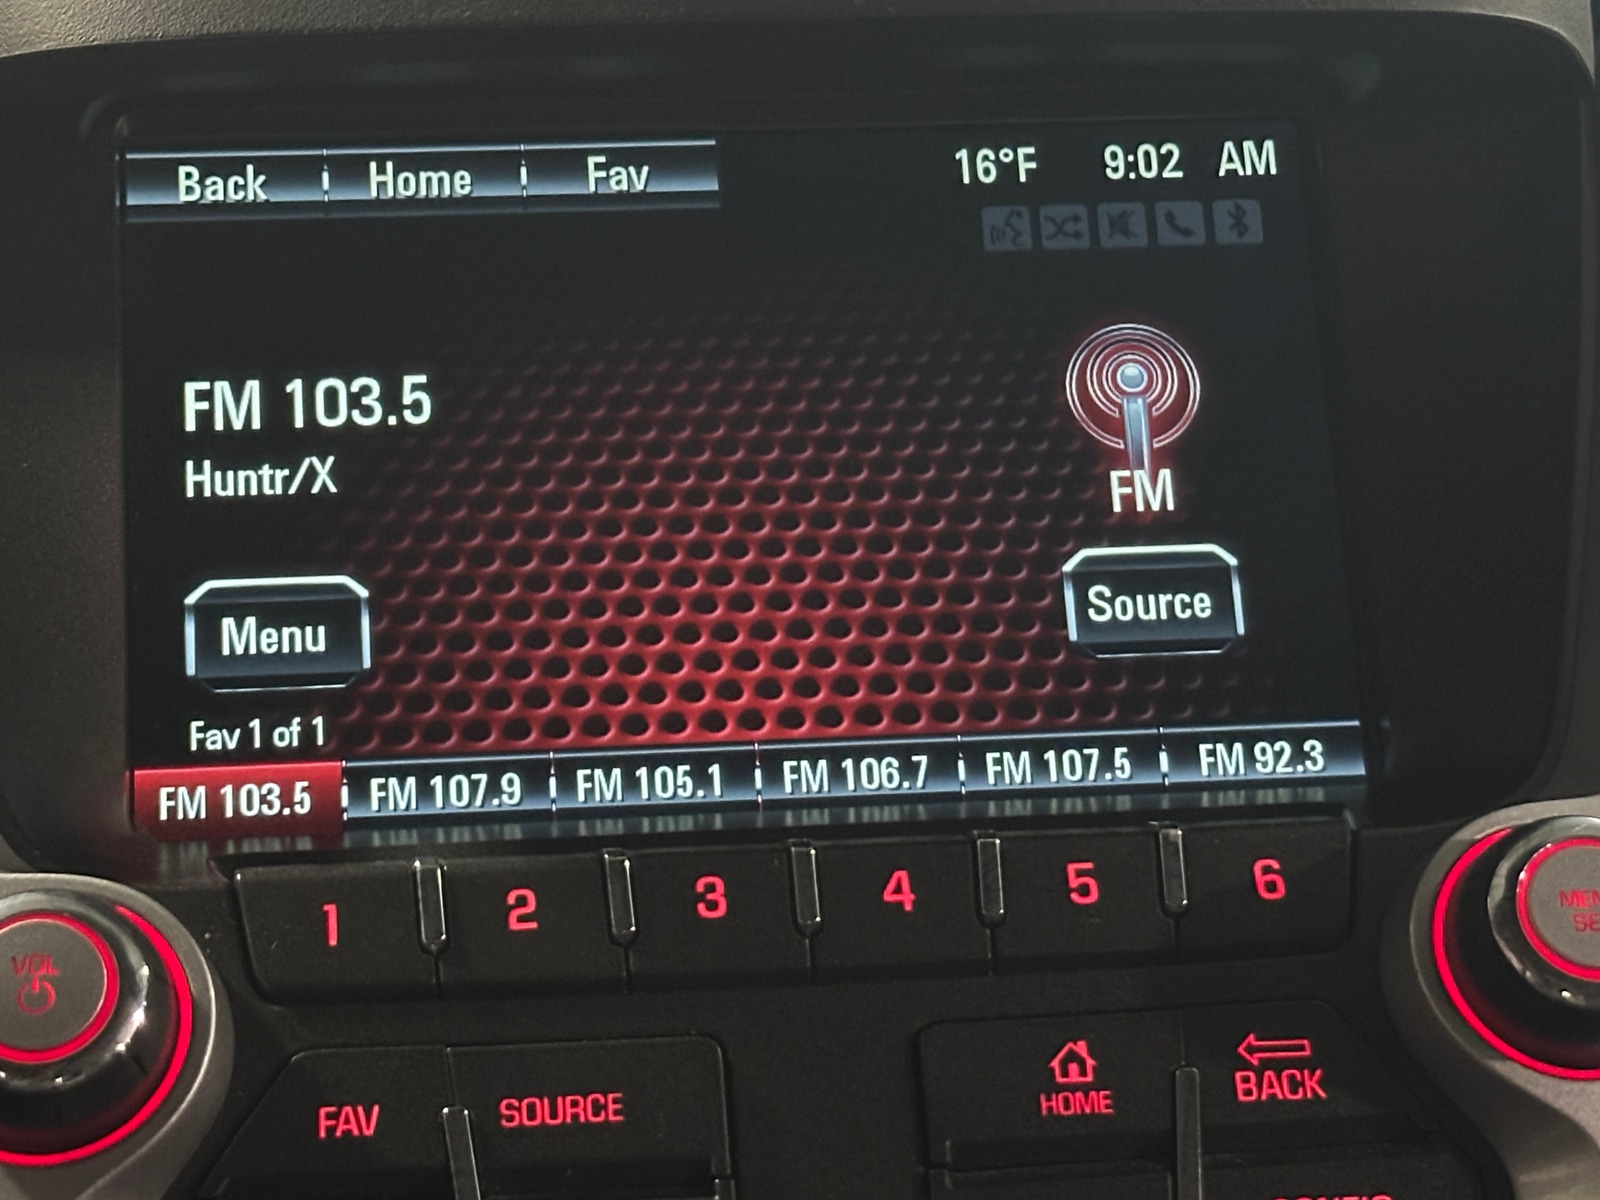 Back Home Fav 16°F 9:02 AM
FM 103.5
Huntr/X
FM
Menu Source
Fav 1 of 1
FM 103.5 FM 107.9 FM 105.1 FM 106.7 FM 107.5 FM 92.3
1 2 3 4 5 6
VOL
FAV SOURCE HOME BACK